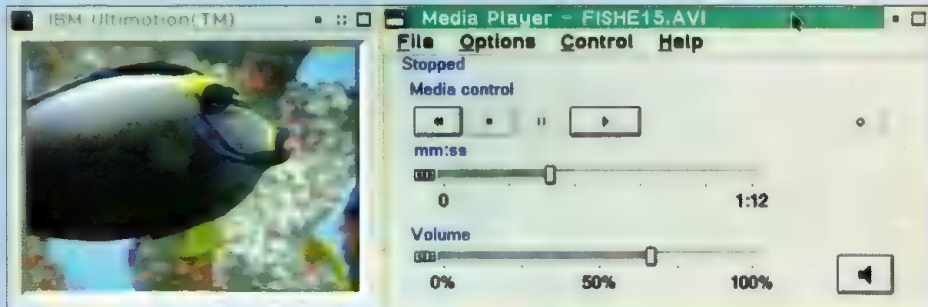 IBM Ultimotion(TM)
Media Player - FISHE15.AVI
File Options Control Help
Stopped
Media control
mm:ss
0 1:12
Volume
0% 50% 100%